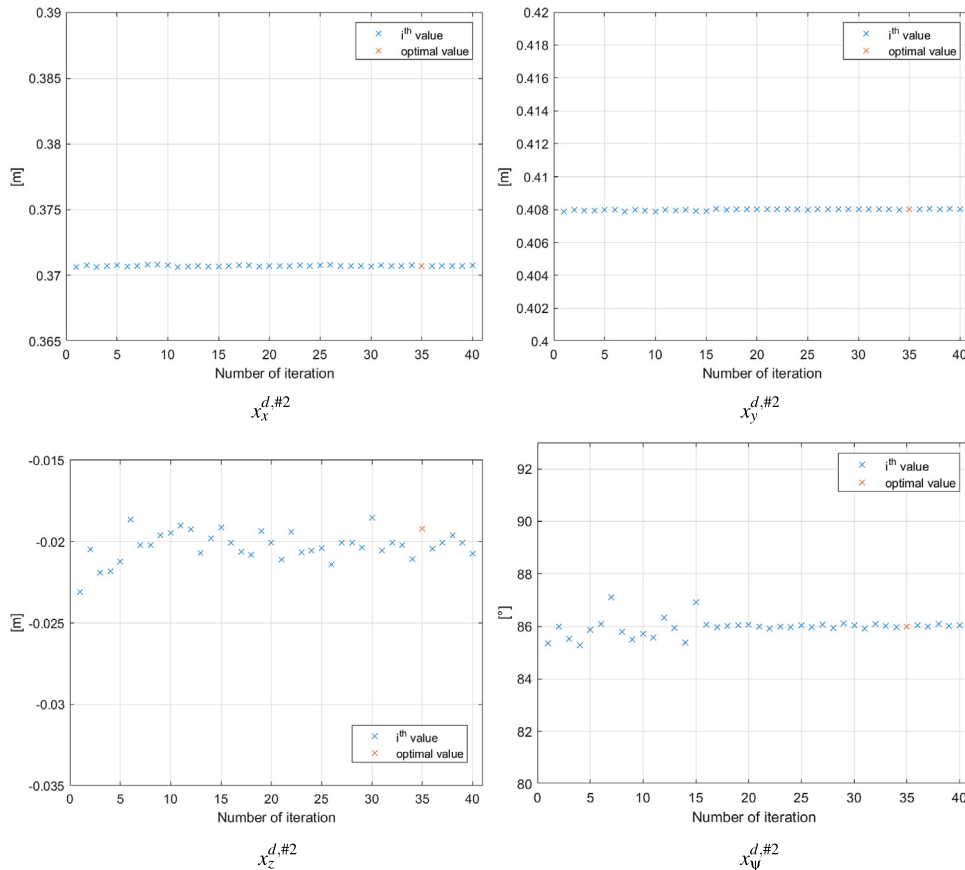 0.39
0.385
0.38
0.375
0.37
0.365
[m]
0 5 10 15 20 25 30 35 40
Number of iteration
i^th value
optimal value
x_x^{d,#2}
0.42
0.418
0.416
0.414
0.412
0.41
0.408
0.406
0.404
0.402
0.4
[m]
0 5 10 15 20 25 30 35 40
Number of iteration
i^th value
optimal value
x_y^{d,#2}
-0.015
-0.02
-0.025
-0.03
-0.035
[m]
0 5 10 15 20 25 30 35 40
Number of iteration
i^th value
optimal value
x_z^{d,#2}
92
90
88
86
84
82
80
[°]
0 5 10 15 20 25 30 35 40
Number of iteration
i^th value
optimal value
x_Ψ^{d,#2}